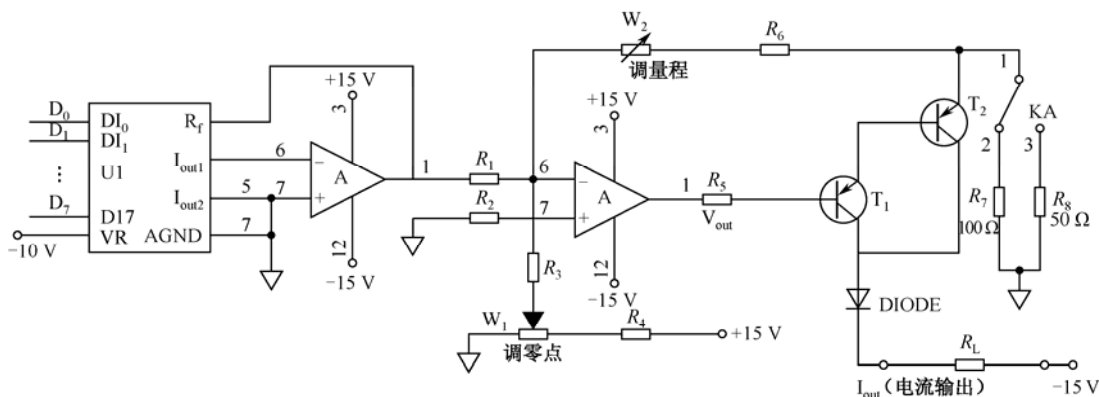 W₂
调量程
R₆
+15 V
3
A
12
−15 V
D₀
D₁
⋮
D₇
−10 V
DI₀
DI₁
U1
D17
VR
R_f
I_out1
I_out2
AGND
6
5
7
7
1
R₁
R₂
6
7
+15 V
3
A
12
−15 V
1
R₅
V_out
R₃
W₁
调零点
R₄
+15 V
T₁
T₂
1
2
KA
3
R₇
100 Ω
R₈
50 Ω
DIODE
R_L
I_out（电流输出）
−15 V